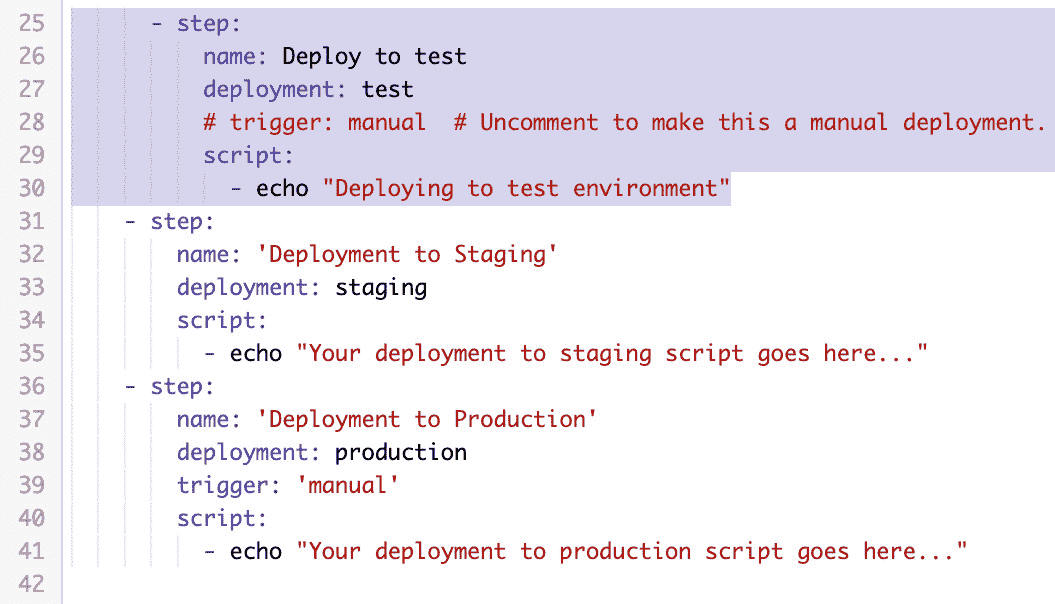 25       - step:
26           name: Deploy to test
27           deployment: test
28           # trigger: manual  # Uncomment to make this a manual deployment.
29           script:
30             - echo "Deploying to test environment"
31     - step:
32         name: 'Deployment to Staging'
33         deployment: staging
34         script:
35           - echo "Your deployment to staging script goes here..."
36     - step:
37         name: 'Deployment to Production'
38         deployment: production
39         trigger: 'manual'
40         script:
41           - echo "Your deployment to production script goes here..."
42